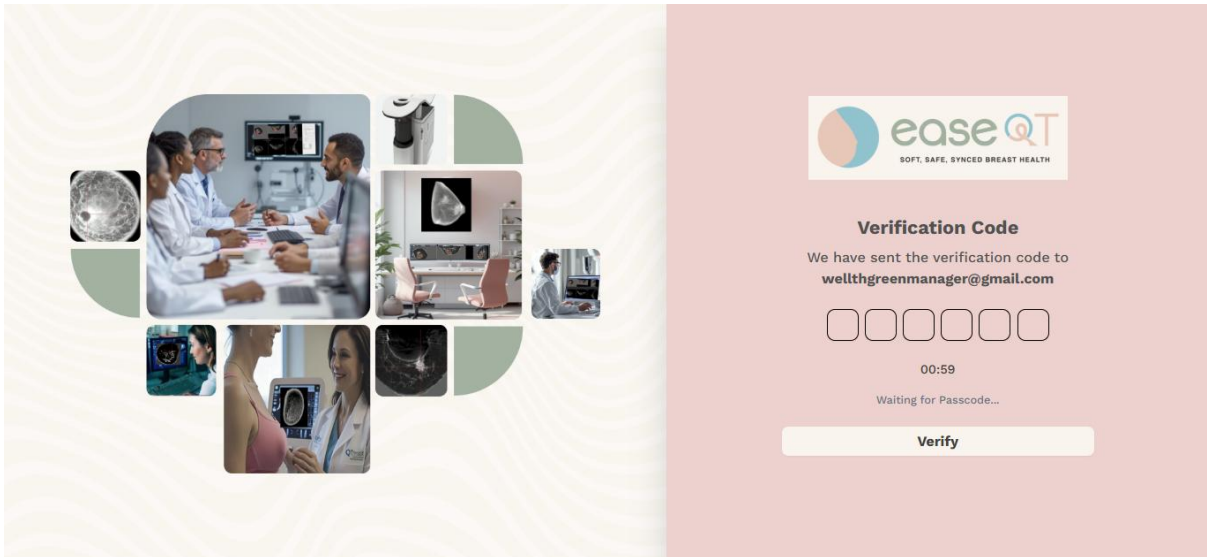 ease QT
SOFT, SAFE, SYNCED BREAST HEALTH
Verification Code
We have sent the verification code to
wellthgreenmanager@gmail.com
00:59
Waiting for Passcode...
Verify